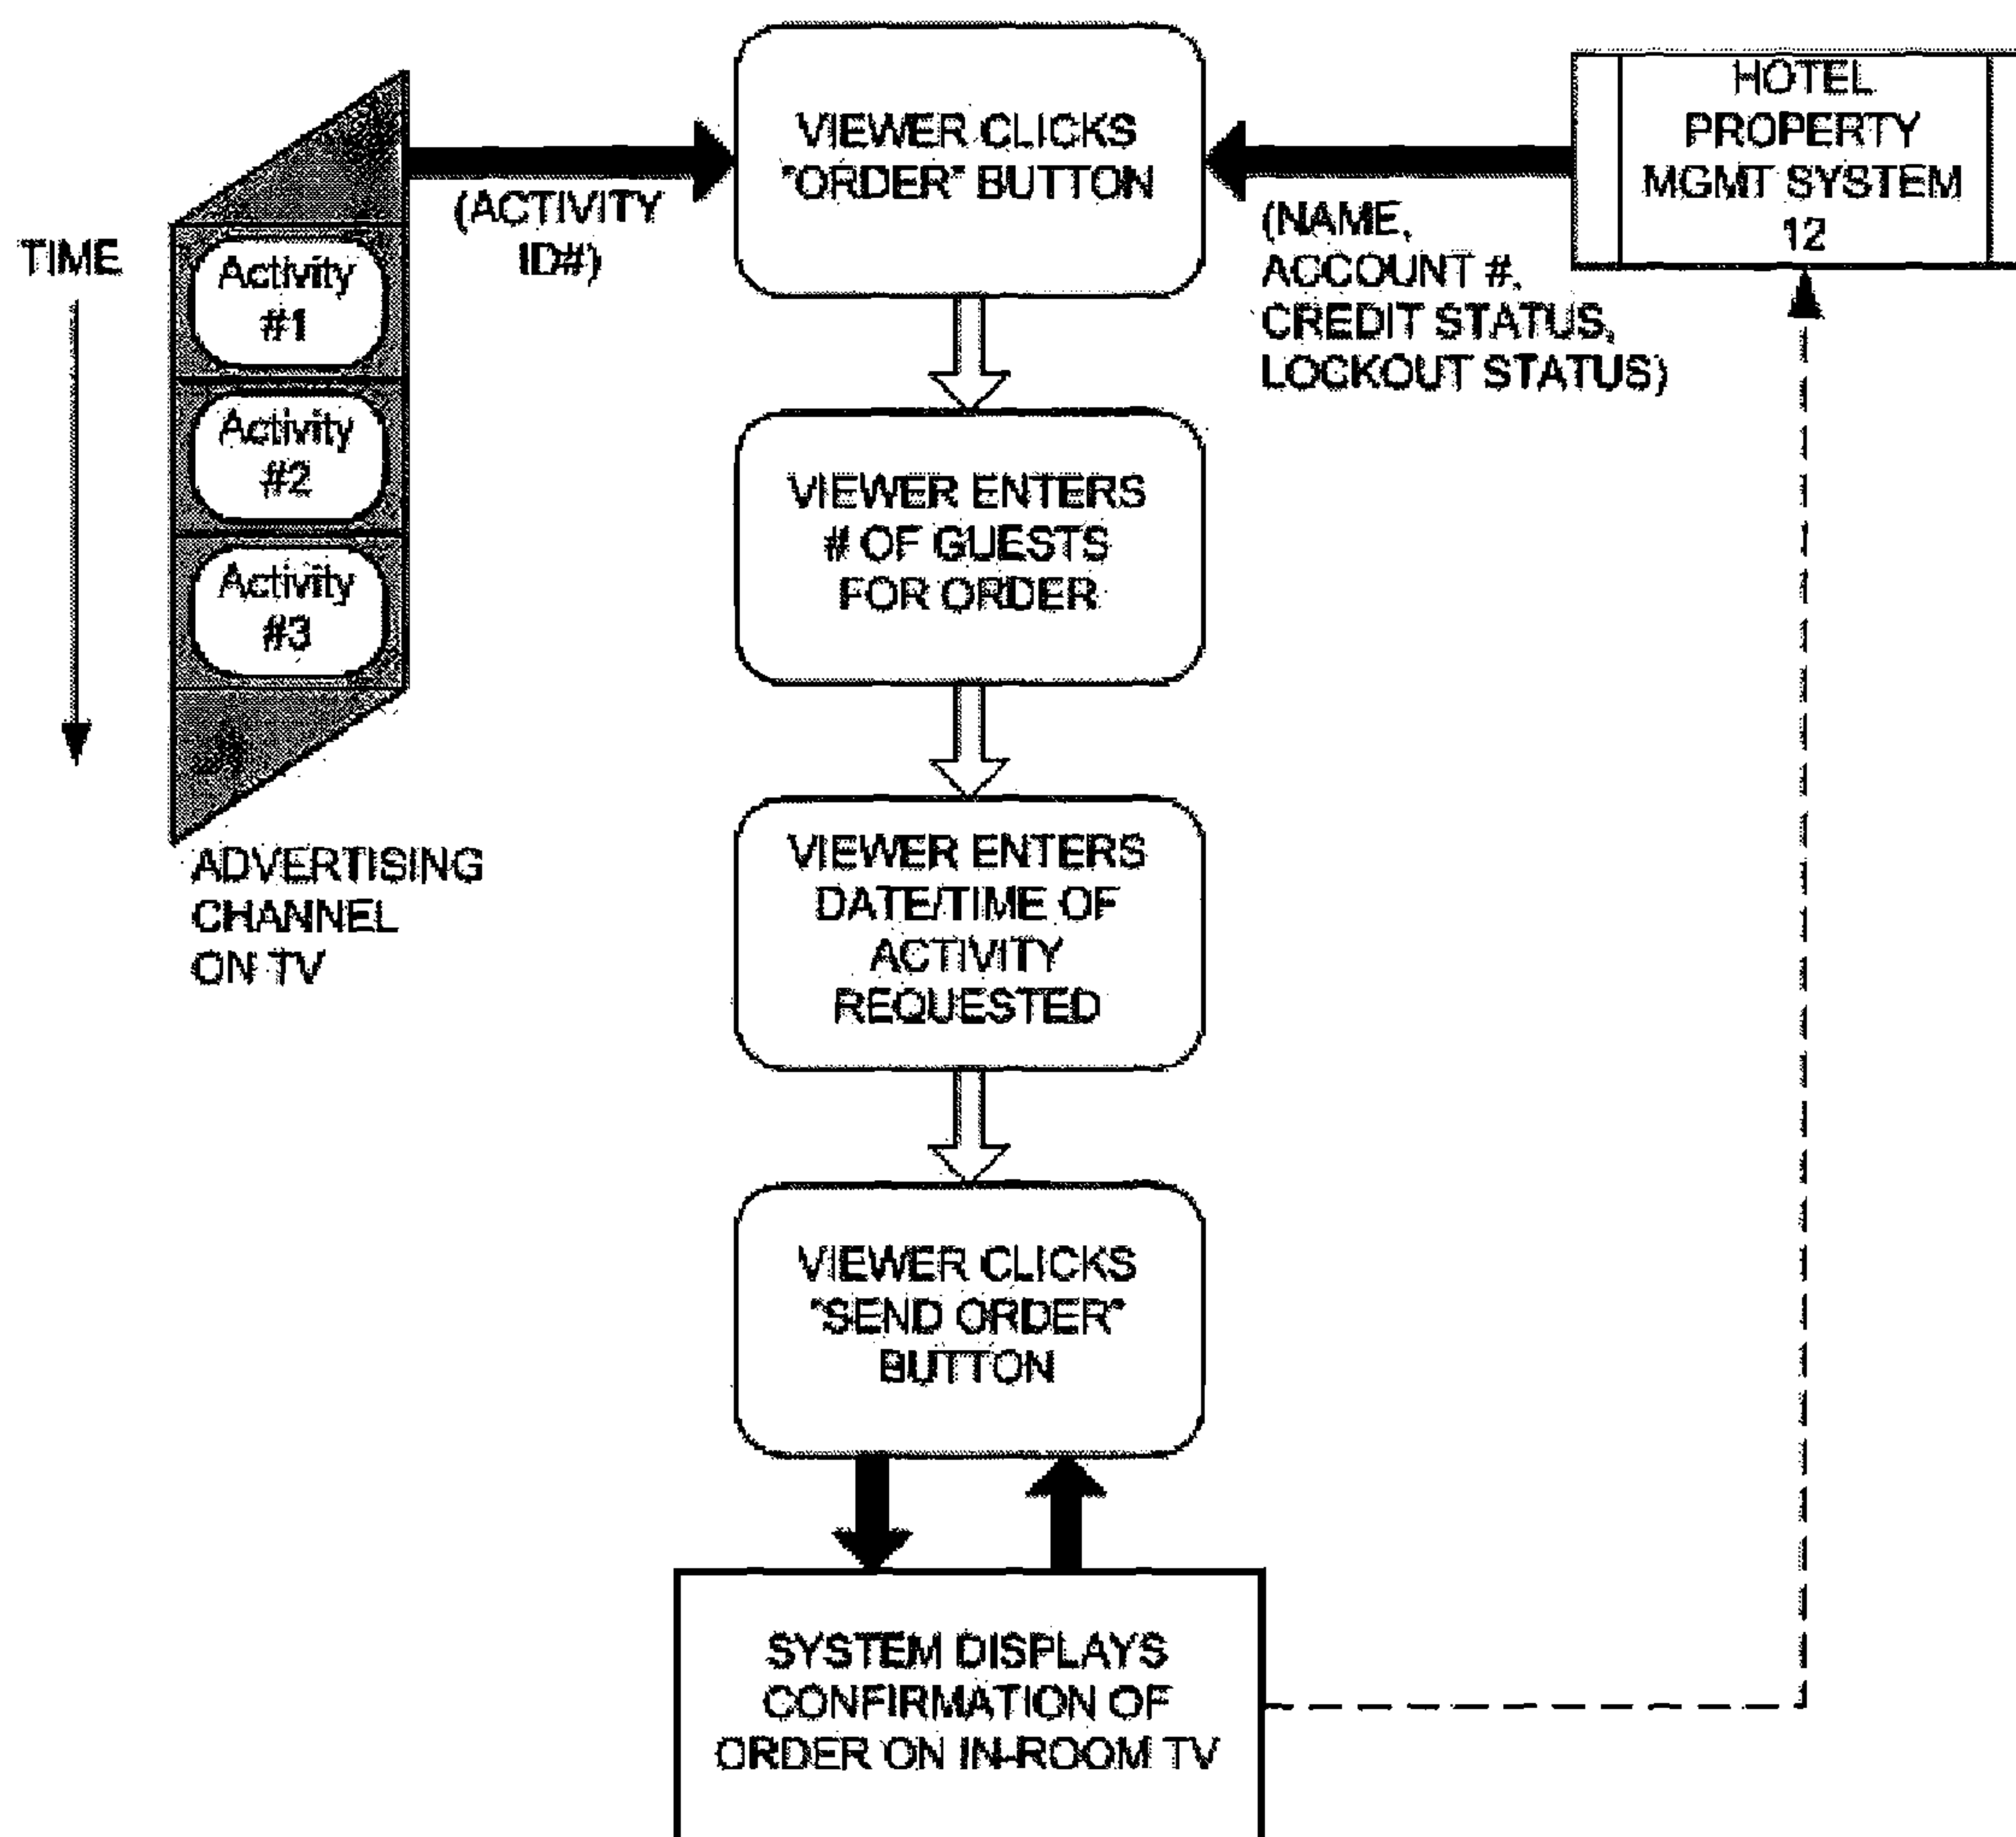 TIME
Activity
#1
Activity
#2
Activity
#3
ADVERTISING
CHANNEL
ON TV
(ACTIVITY
ID#)
VIEWER CLICKS
"ORDER" BUTTON
(NAME,
ACCOUNT #,
CREDIT STATUS,
LOCKOUT STATUS)
HOTEL
PROPERTY
MGMT SYSTEM
12
VIEWER ENTERS
# OF GUESTS
FOR ORDER
VIEWER ENTERS
DATE/TIME OF
ACTIVITY
REQUESTED
VIEWER CLICKS
"SEND ORDER"
BUTTON
SYSTEM DISPLAYS
CONFIRMATION OF
ORDER ON IN-ROOM TV